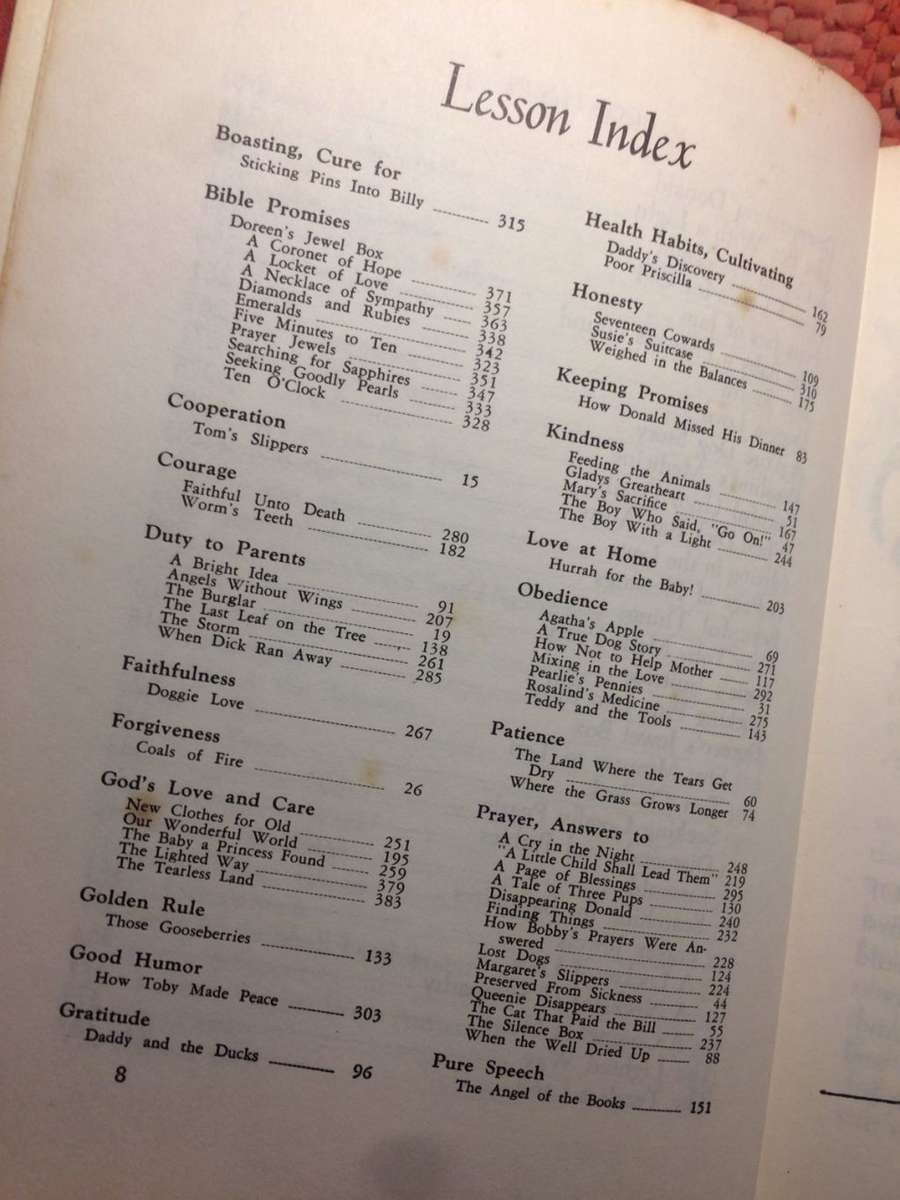 Lesson Index
Boasting, Cure for
Sticking Pins Into Billy 315
Bible Promises
Doreen's Jewel Box
A Coronet of Hope 371
A Locket of Love 357
A Necklace of Sympathy 363
Diamonds and Rubies 338
Emeralds 342
Five Minutes to Ten 323
Prayer Jewels 351
Searching for Sapphires 347
Seeking Goodly Pearls 333
Ten O'Clock 328
Cooperation
Tom's Slippers 15
Courage
Faithful Unto Death 280
Worm's Teeth 182
Duty to Parents
A Bright Idea 91
Angels Without Wings 207
The Burglar 19
The Last Leaf on the Tree 138
The Storm 261
When Dick Ran Away 285
Faithfulness
Doggie Love 267
Forgiveness
Coals of Fire 26
God's Love and Care
New Clothes for Old 251
Our Wonderful World 195
The Baby a Princess Found 259
The Lighted Way 379
The Tearless Land 383
Golden Rule
Those Gooseberries 133
Good Humor
How Toby Made Peace 303
Gratitude
Daddy and the Ducks 96
8
Health Habits, Cultivating
Daddy's Discovery 162
Poor Priscilla 79
Honesty
Seventeen Cowards 109
Susie's Suitcase 310
Weighed in the Balances 175
Keeping Promises
How Donald Missed His Dinner 83
Kindness
Feeding the Animals 147
Gladys Greatheart 51
Mary's Sacrifice 167
The Boy Who Said, "Go On!" 47
The Boy With a Light 244
Love at Home
Hurrah for the Baby! 203
Obedience
Agatha's Apple 69
A True Dog Story 271
How Not to Help Mother 117
Mixing in the Love 292
Pearlie's Pennies 31
Rosalind's Medicine 275
Teddy and the Tools 143
Patience
The Land Where the Tears Get
Dry 60
Where the Grass Grows Longer 74
Prayer, Answers to
A Cry in the Night 248
"A Little Child Shall Lead Them" 219
A Page of Blessings 295
A Tale of Three Pups 130
Disappearing Donald 240
Finding Things 232
How Bobby's Prayers Were An-
swered 228
Lost Dogs 124
Margaret's Slippers 224
Preserved From Sickness 44
Queenie Disappears 127
The Cat That Paid the Bill 55
The Silence Box 237
When the Well Dried Up 88
Pure Speech
The Angel of the Books 151